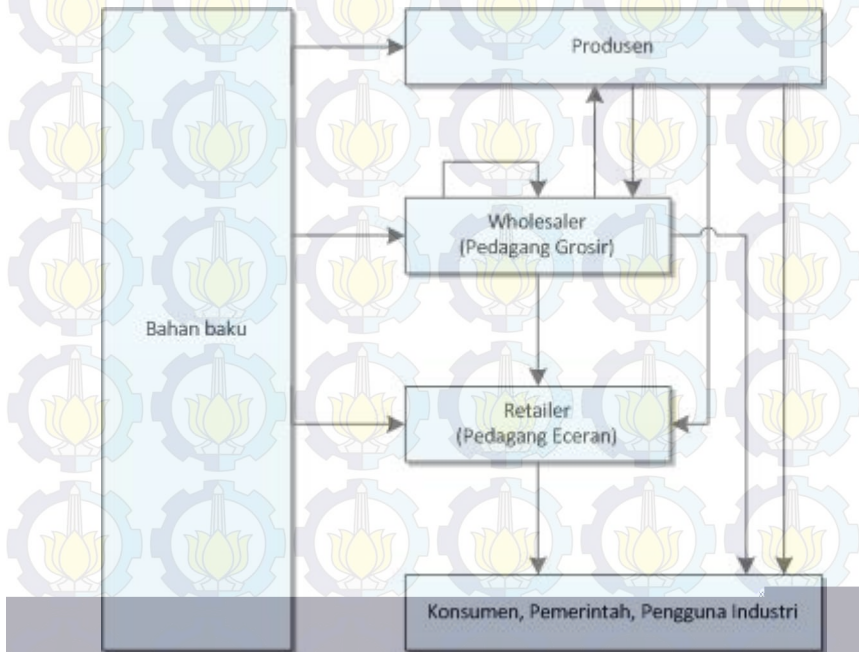 Produsen
Wholesaler
(Pedagang Grosir)
Bahan baku
Retailer
(Pedagang Eceran)
Konsumen, Pemerintah, Pengguna Industri